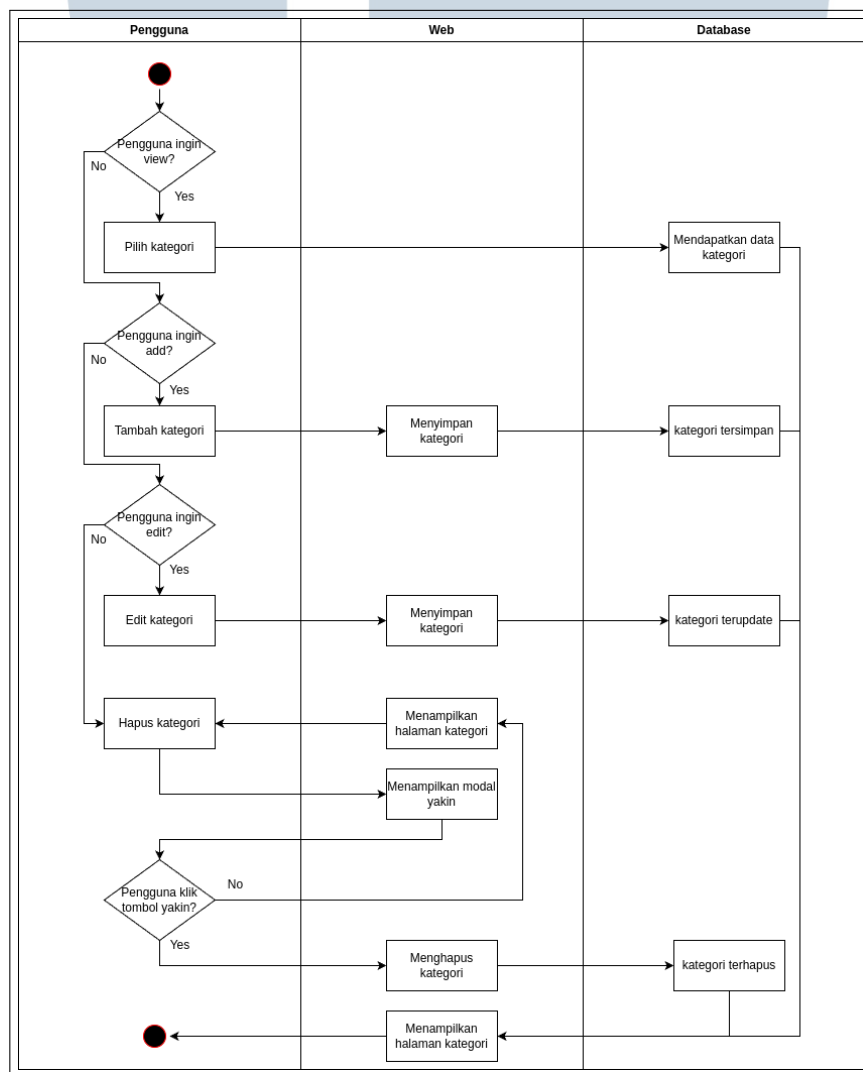 Pengguna
Web
Database
Pengguna ingin
view?
No
Yes
Pilih kategori
Mendapatkan data
kategori
Pengguna ingin
add?
No
Yes
Tambah kategori
Menyimpan
kategori
kategori tersimpan
Pengguna ingin
edit?
No
Yes
Edit kategori
Menyimpan
kategori
kategori terupdate
Hapus kategori
Menampilkan
halaman kategori
Menampilkan modal
yakin
Pengguna klik
tombol yakin?
No
Yes
Menghapus
kategori
kategori terhapus
Menampilkan
halaman kategori